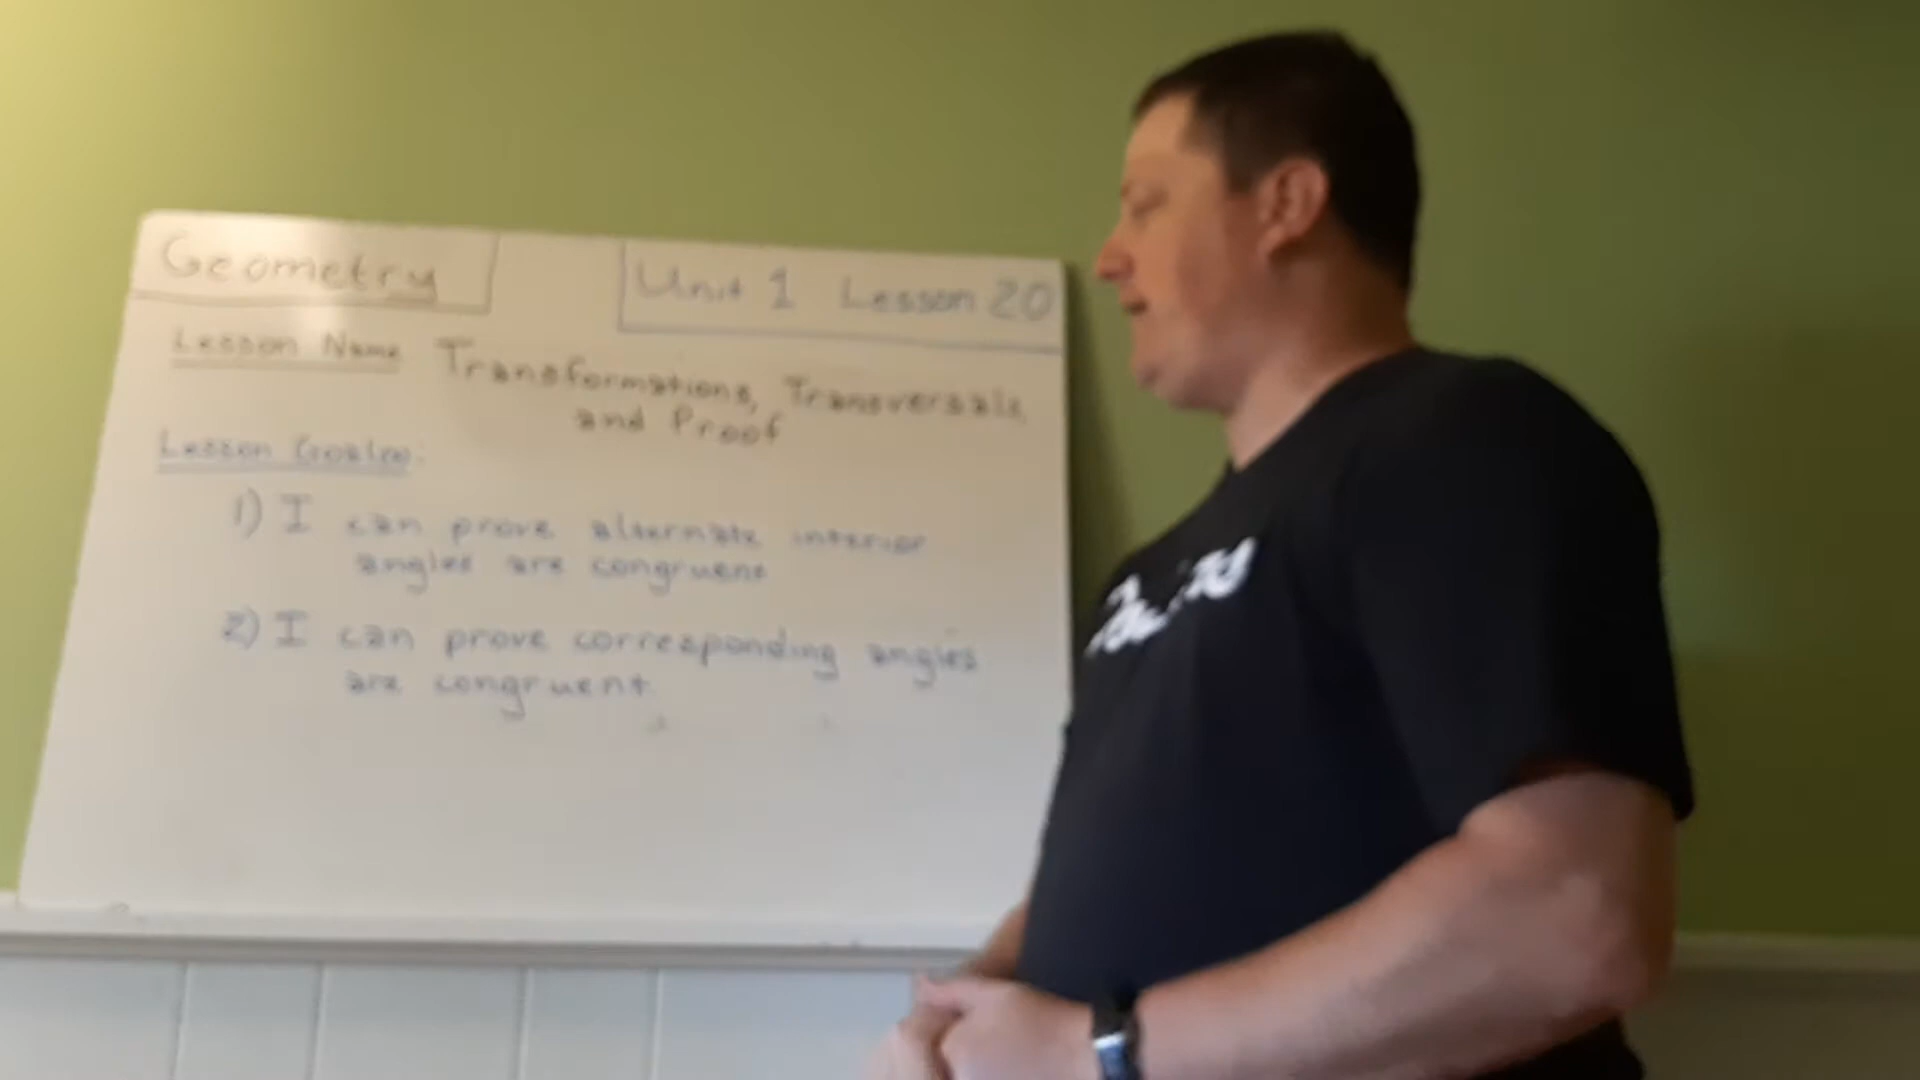 Geometry
Unit 1 Lesson 20
Lesson Name Transformations, Transversals,
and Proof
Lesson Goals:
1) I can prove alternate interior
angles are congruent
2) I can prove corresponding angles
are congruent